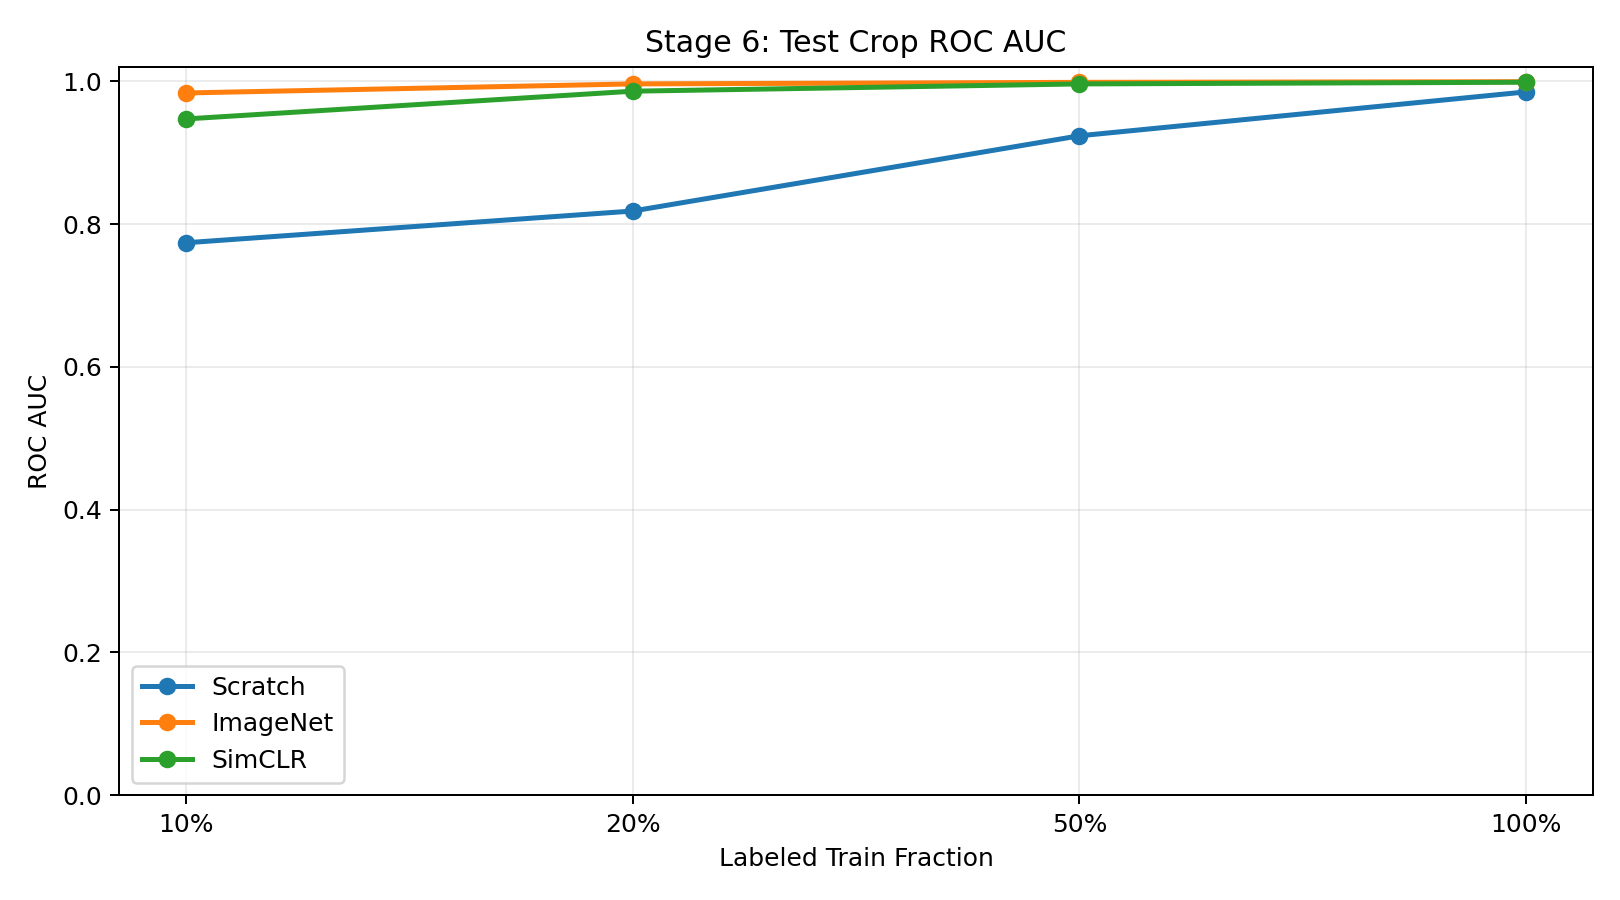 Stage 6: Test Crop ROC AUC
1.0
0.8
0.6
0.4
0.2
0.0
ROC AUC
Scratch
ImageNet
SimCLR
10%
20%
50%
100%
Labeled Train Fraction